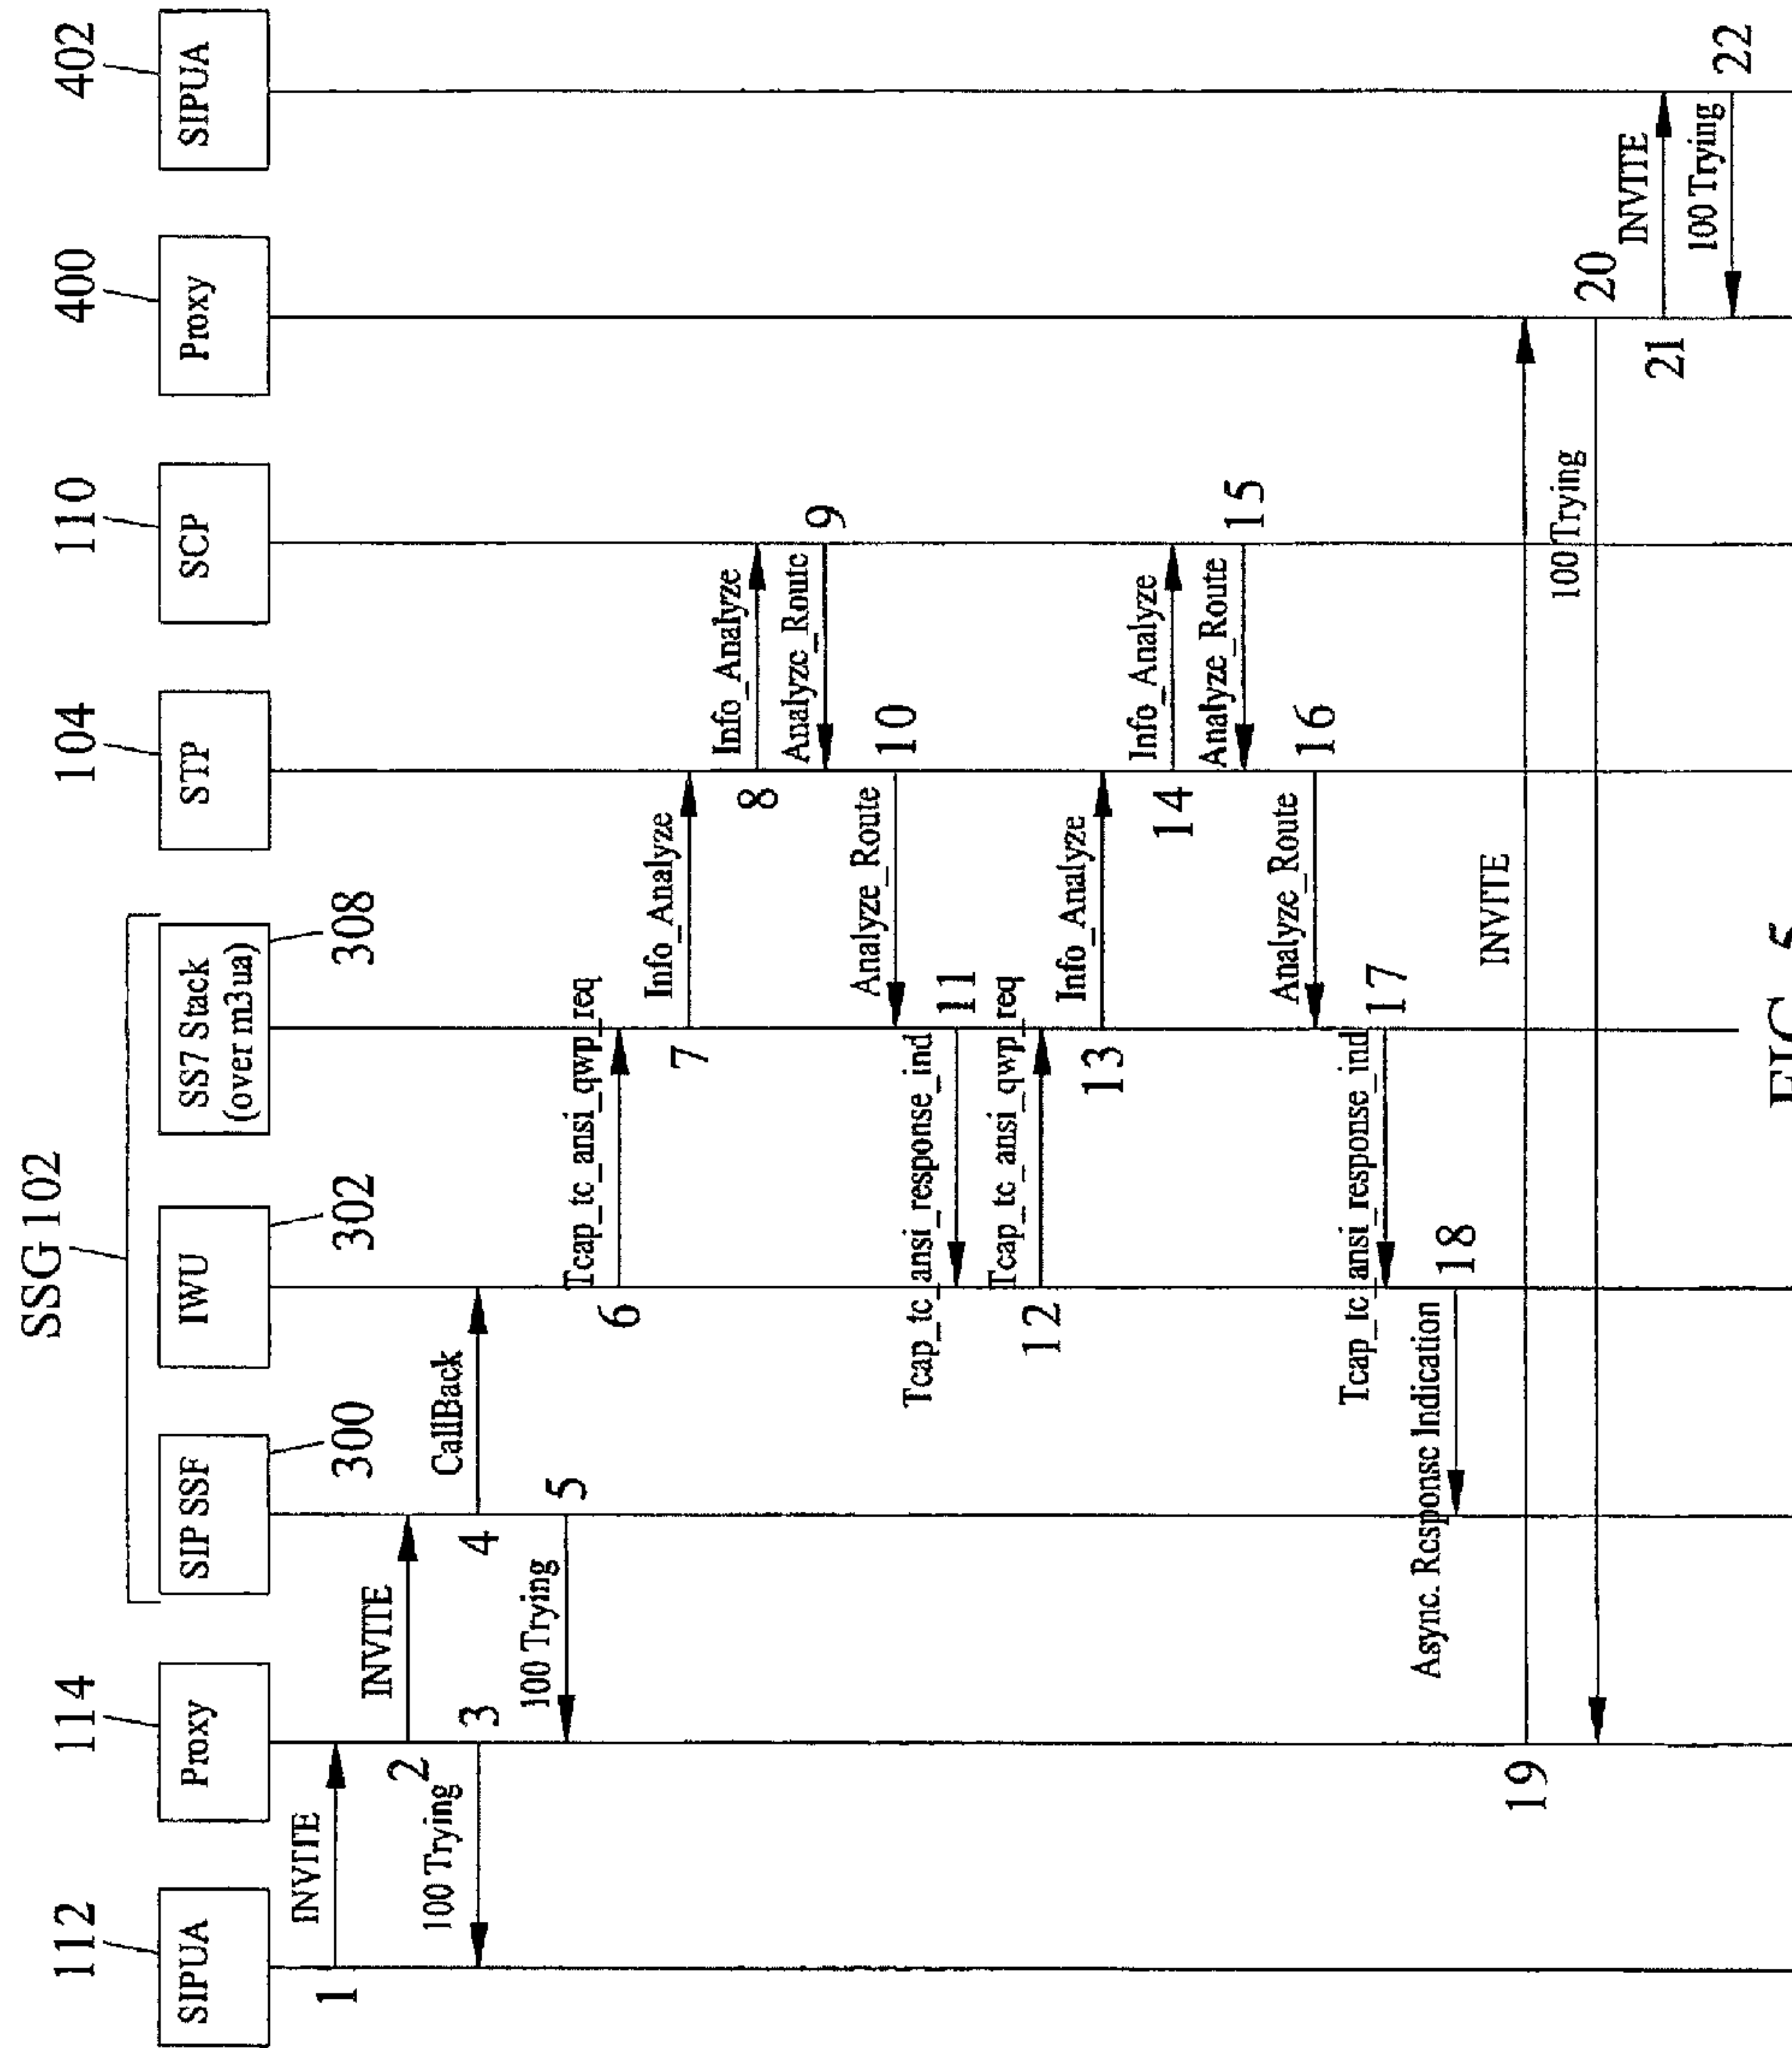 SSG 102
112
114
300
302
308
104
110
400
402
SIPUA
Proxy
SIP SSF
IWU
SS7 Stack
(over m3ua)
STP
SCP
Proxy
SIPUA
1
INVITE
2
INVITE
100 Trying
3
4
CallBack
100 Trying
5
6
Tcap_tc_ansi_qwp_req
7
Info_Analyze
8
Info_Analyze
Analyze_Route
9
Analyze_Route
10
Tcap_tc_ansi_response_ind
11
12
Tcap_tc_ansi_qwp_req
13
Info_Analyze
14
Info_Analyze
Analyze_Route
15
Analyze_Route
16
Tcap_tc_ansi_response_ind
17
Async. Response Indication
18
19
INVITE
100 Trying
20
21
INVITE
100 Trying
22
FIG. 5